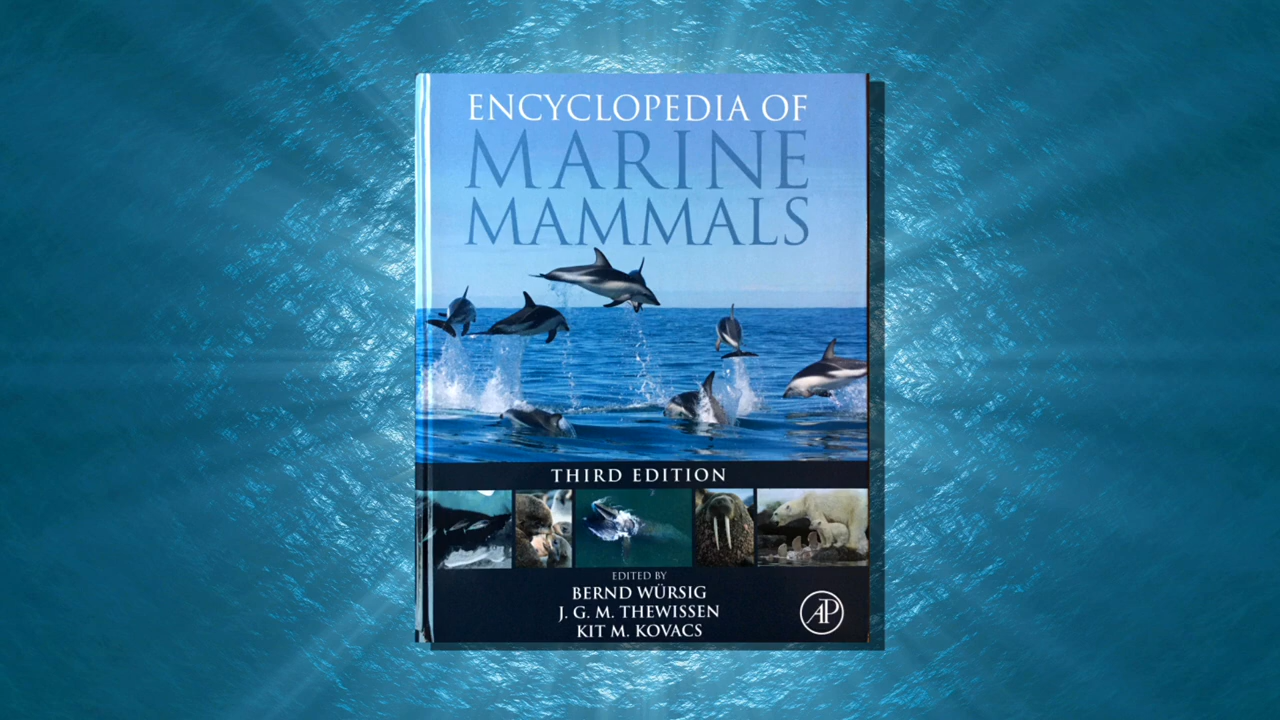 ENCYCLOPEDIA OF
MARINE
MAMMALS
THIRD EDITION
EDITED BY
BERND WÜRSIG
J. G. M. THEWISSEN
KIT M. KOVACS
AP